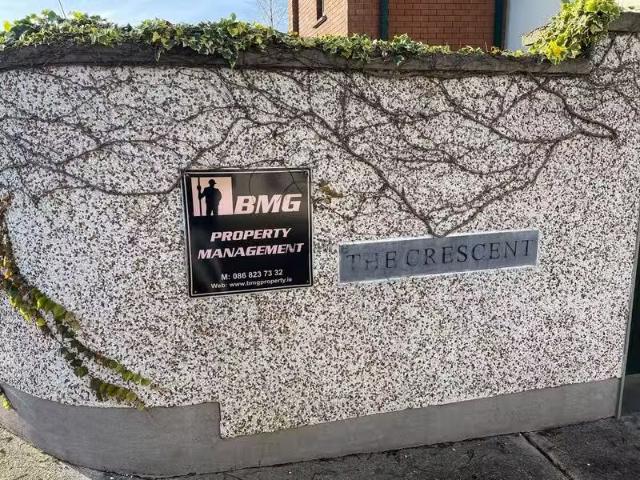 BMG
PROPERTY
MANAGEMENT
M: 086 823 73 32
Web: www.bmgproperty.ie
THE CRESCENT